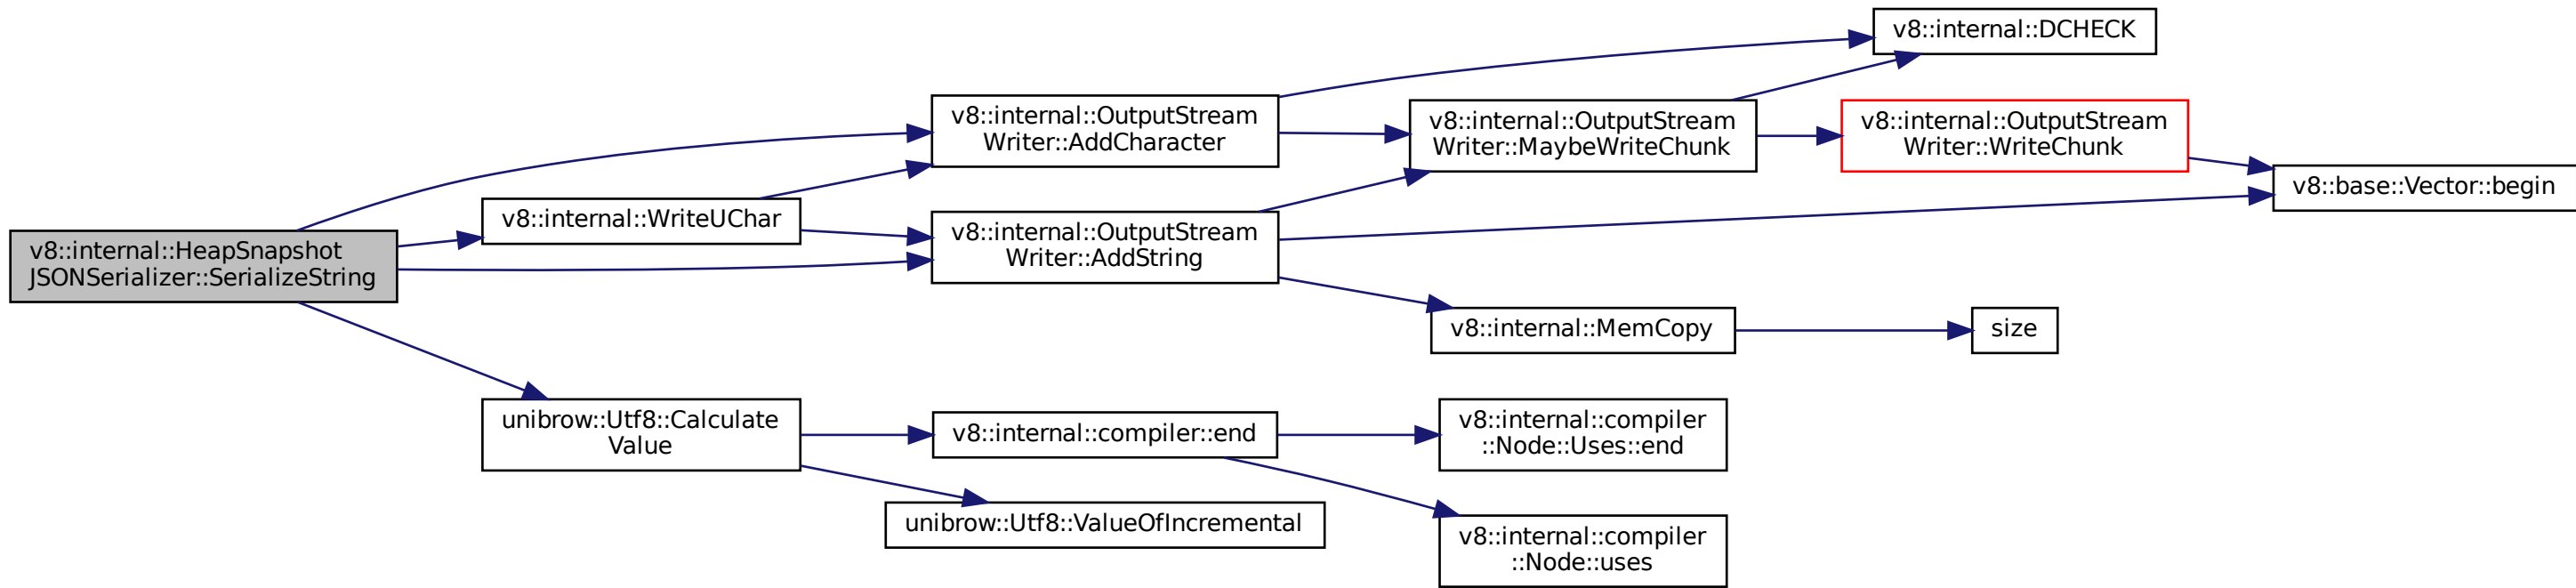 v8::internal::HeapSnapshot
JSONSerializer::SerializeString
v8::internal::WriteUChar
unibrow::Utf8::Calculate
Value
v8::internal::OutputStream
Writer::AddCharacter
v8::internal::OutputStream
Writer::AddString
v8::internal::compiler::end
unibrow::Utf8::ValueOfIncremental
v8::internal::OutputStream
Writer::MaybeWriteChunk
v8::internal::MemCopy
v8::internal::compiler
::Node::Uses::end
v8::internal::compiler
::Node::uses
v8::internal::DCHECK
v8::internal::OutputStream
Writer::WriteChunk
size
v8::base::Vector::begin